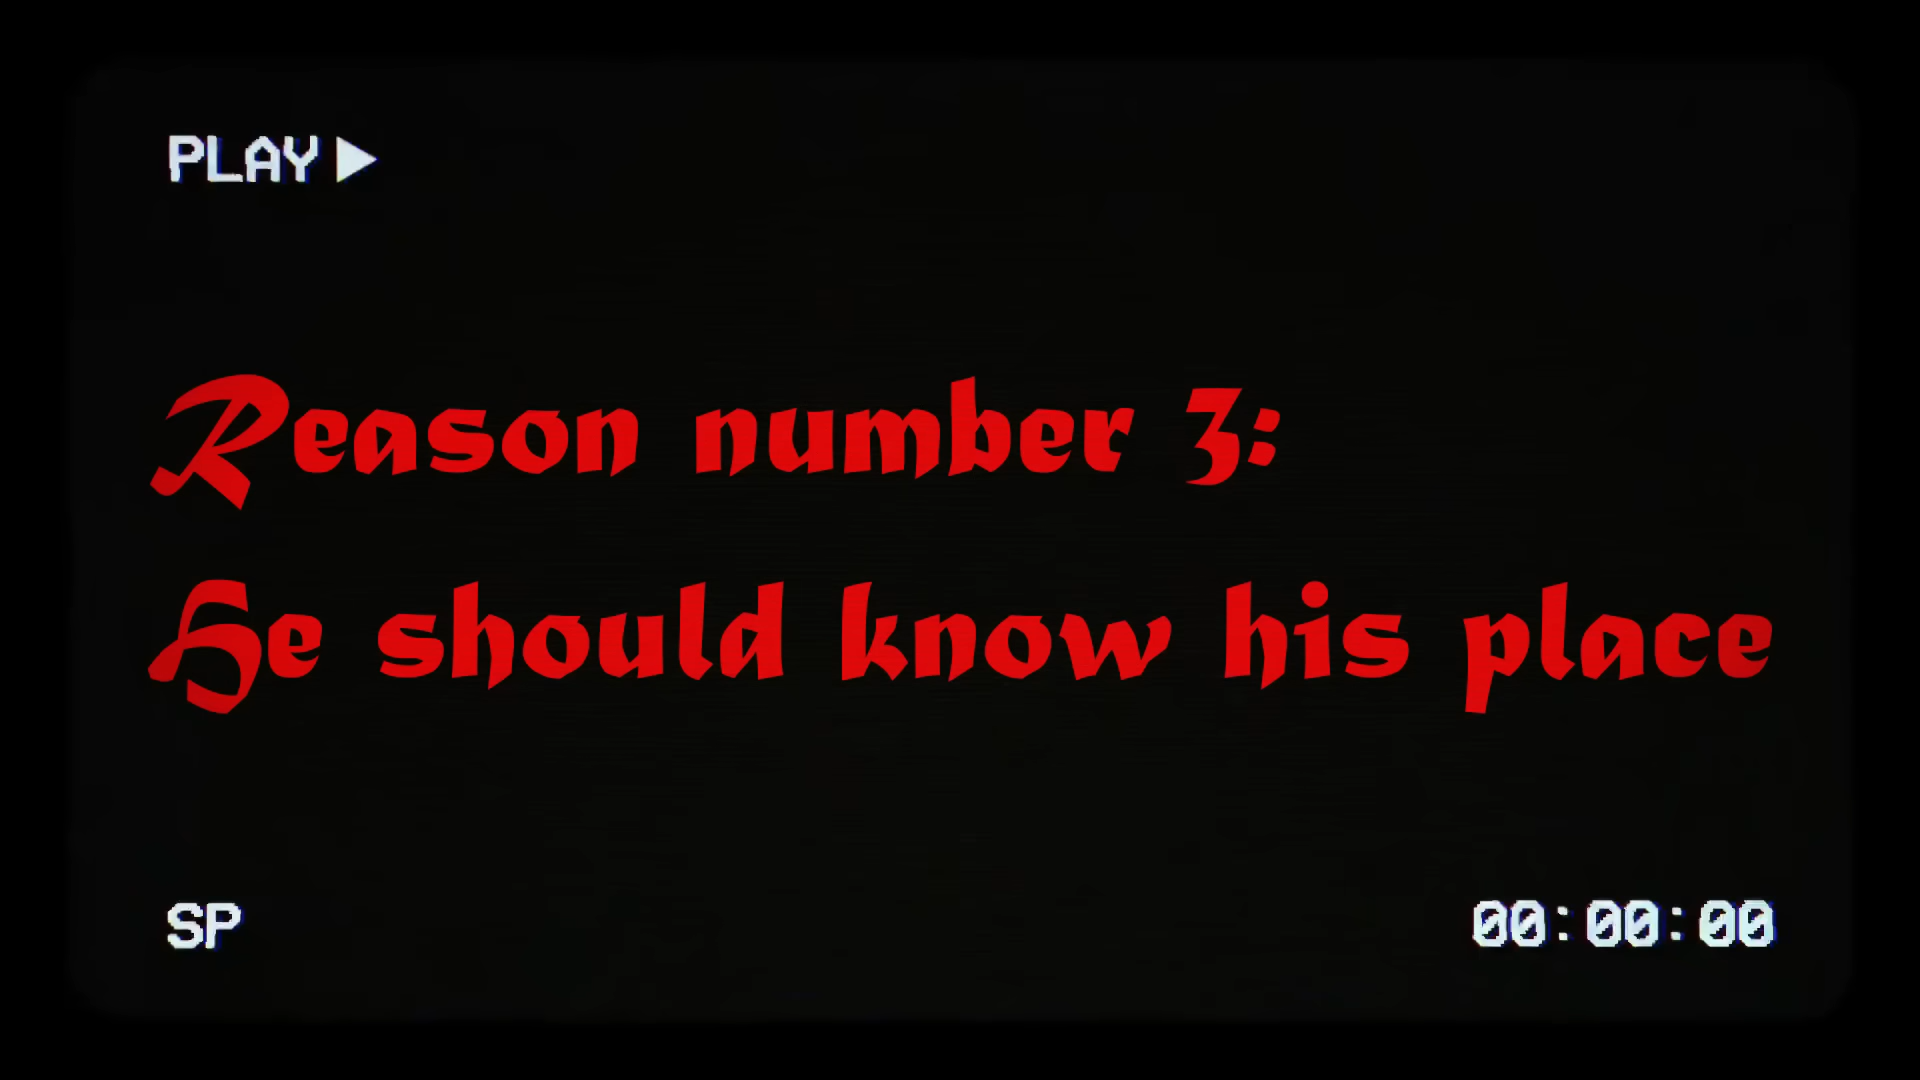 PLAY ▶
Reason number 3:
He should know his place
SP
00:00:00